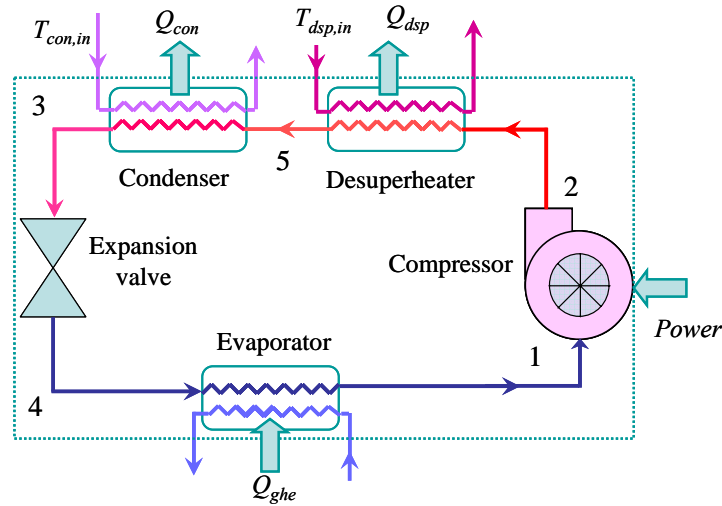 T_con,in
Q_con
T_dsp,in
Q_dsp
3
5
2
Condenser
Desuperheater
Expansion
valve
Compressor
Power
Evaporator
1
4
Q_ghe